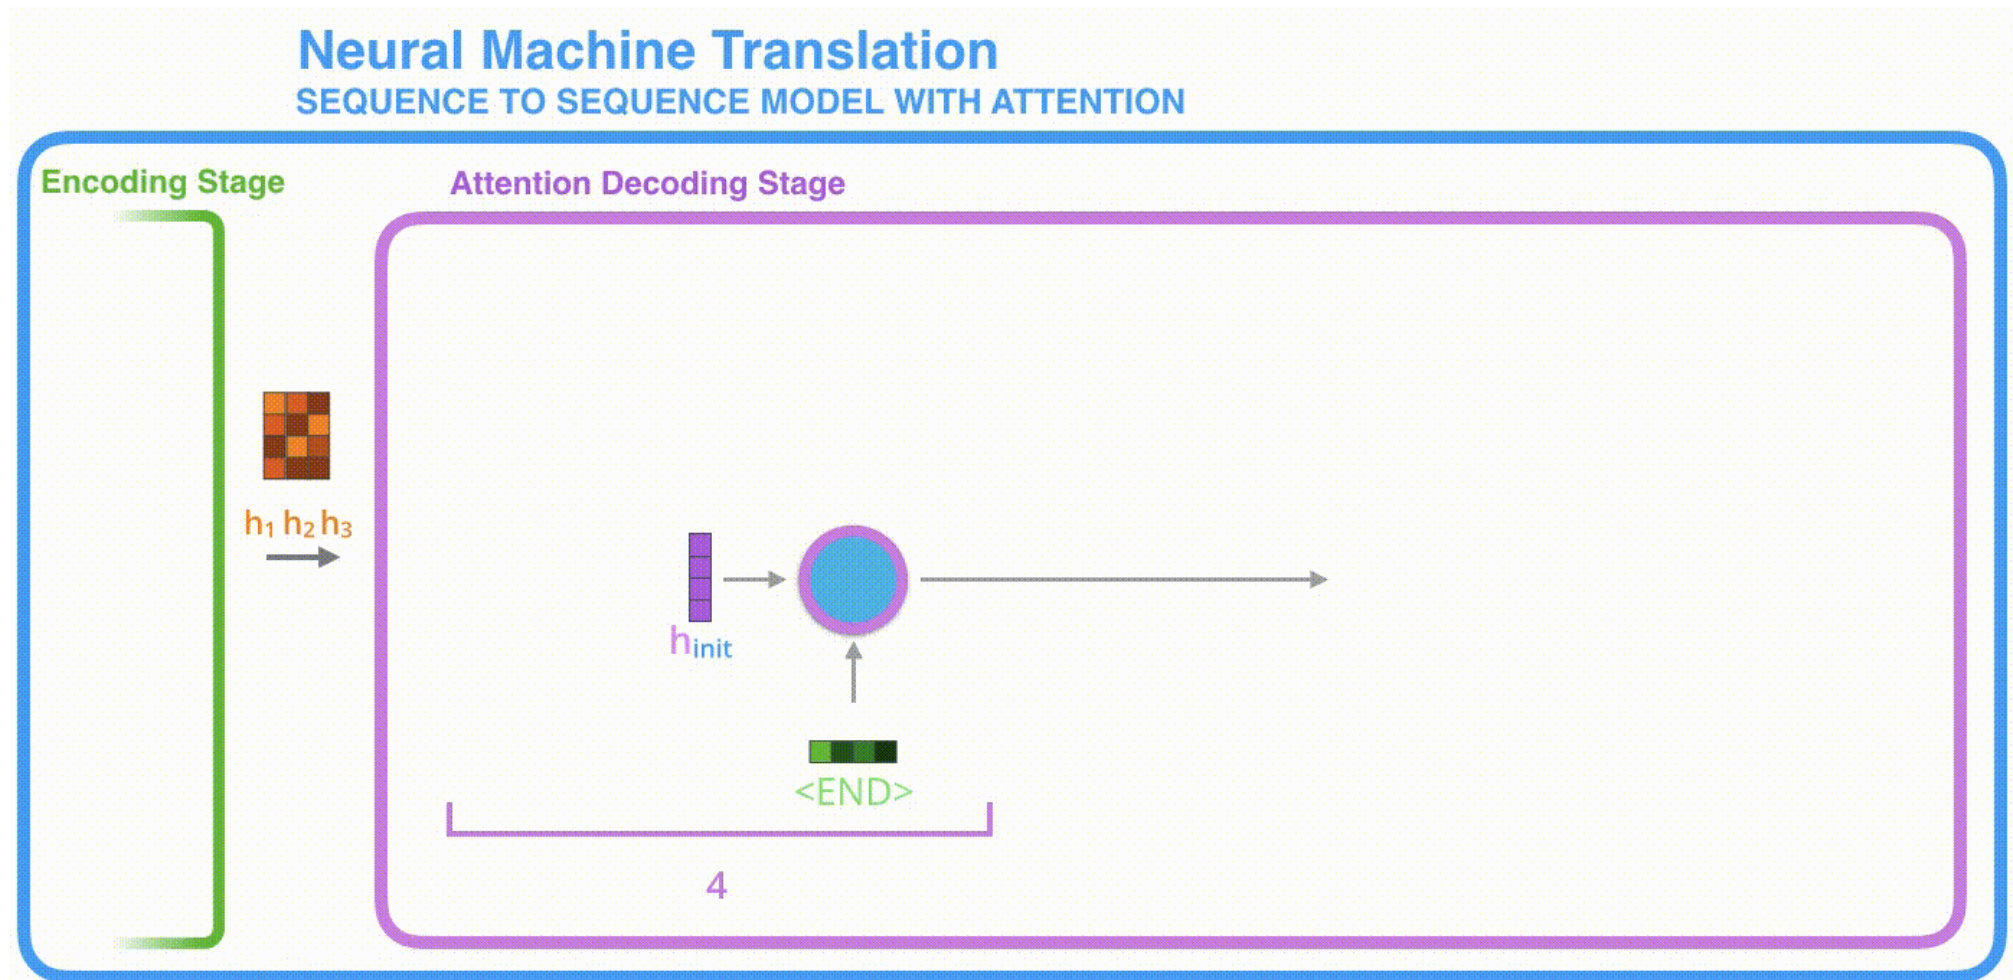 Neural Machine Translation
SEQUENCE TO SEQUENCE MODEL WITH ATTENTION
Encoding Stage
Attention Decoding Stage
h₁ h₂ h₃
h_init
<END>
4